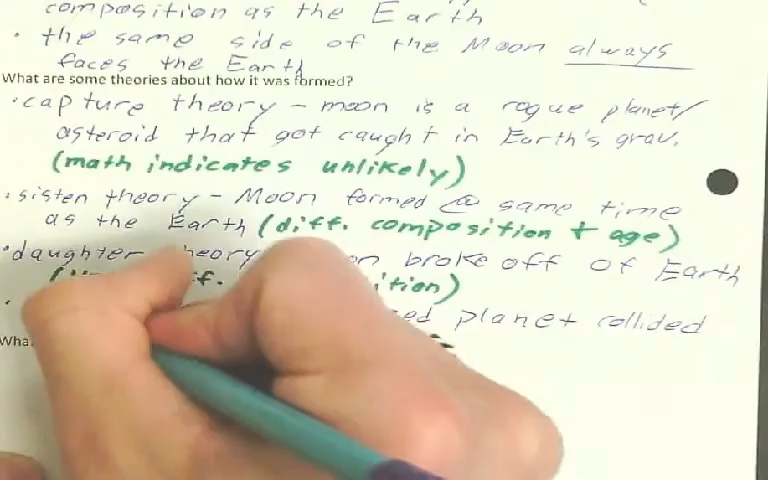 composition as the Earth
• the same side of the Moon always
faces the Earth
What are some theories about how it was formed?
• capture theory – moon is a rogue planet/
asteroid that got caught in Earth's grav.
(math indicates unlikely)
• sister theory – Moon formed @ same time
as the Earth (diff. composition + age)
• daughter broke off of Earth
planet collided